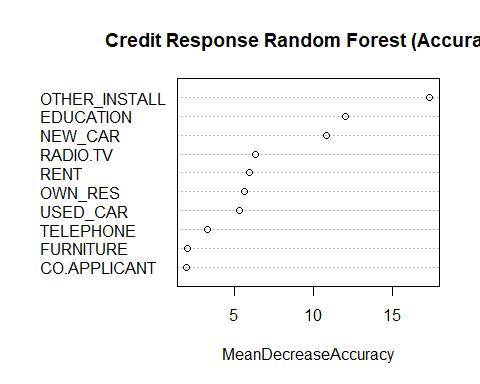 Credit Response Random Forest (Accura
OTHER_INSTALL
EDUCATION
NEW_CAR
RADIO.TV
RENT
OWN_RES
USED_CAR
TELEPHONE
FURNITURE
CO.APPLICANT
5 10 15
MeanDecreaseAccuracy